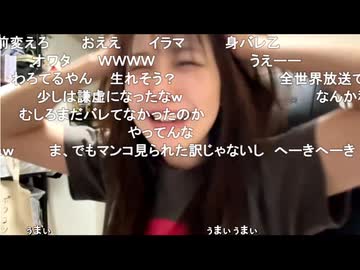 前変えろ　おええ　イラマ　身バレ乙
オワタ　WWWW　うえーー
わろてるやん　生れそう？　全世界放送で
少しは謙虚になったなw　なんか
むしろまだバレてなかったのか
やってんな
w　ま、でもマンコ見られた訳じゃないし　へーきへーき
うまい　うまぃぅまい